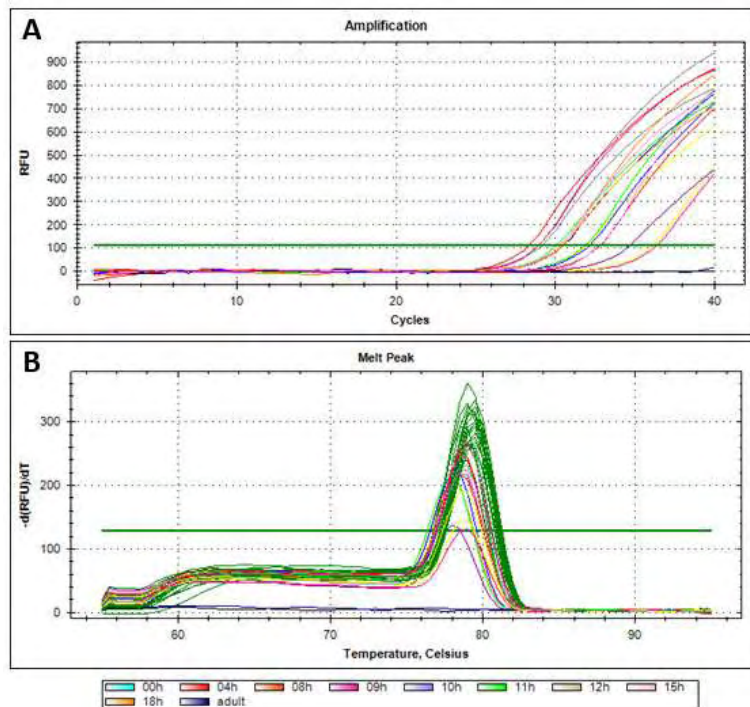 A
Amplification
900
800
700
600
500
400
300
200
100
0
RFU
0 10 20 30 40
Cycles
B
Melt Peak
300
200
100
0
-d(RFU)/dT
60 70 80 90
Temperature, Celsius
00h 04h 08h 09h 10h 11h 12h 15h
18h adult